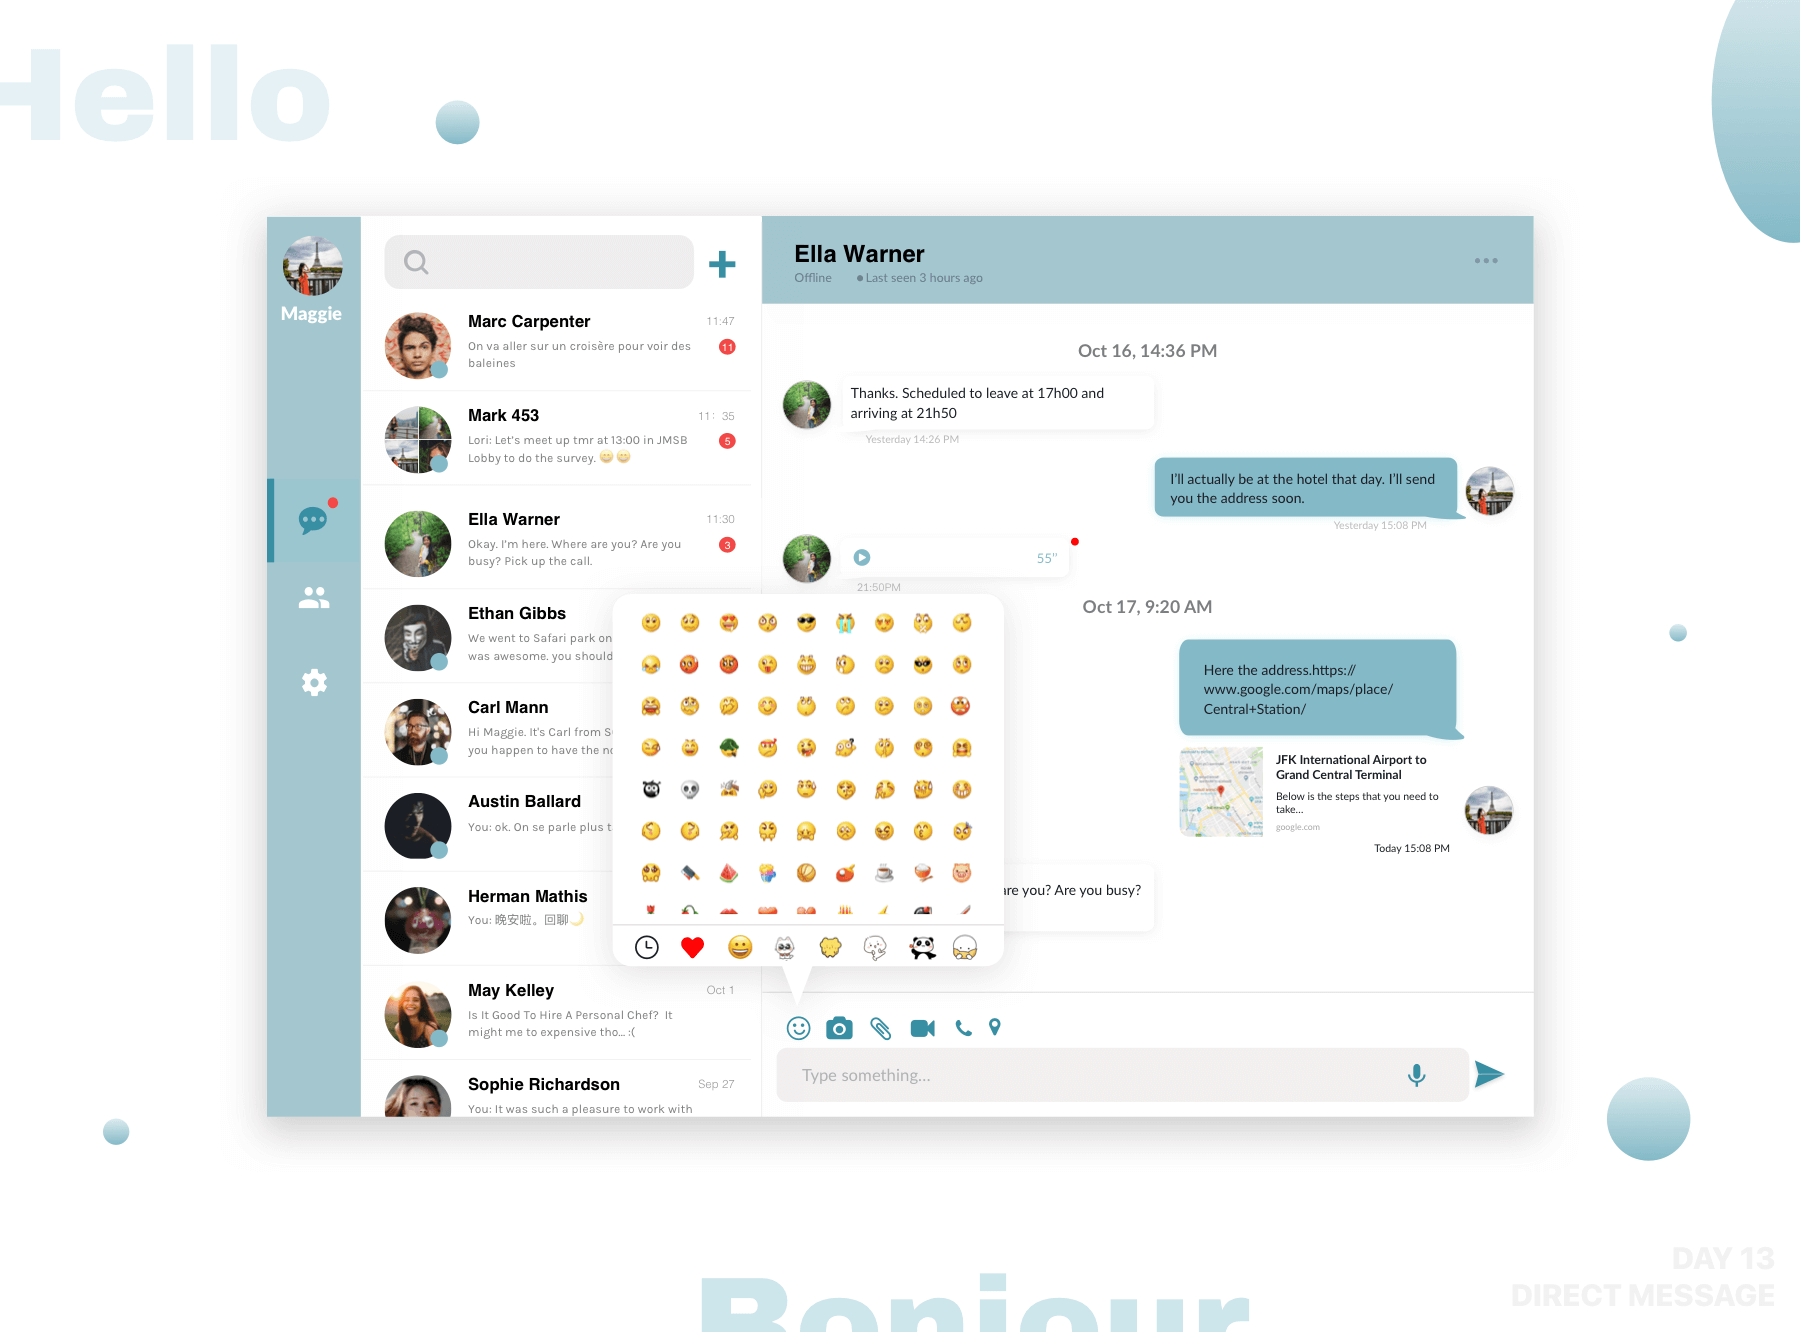 Hello
Maggie
Marc Carpenter
11:47
On va aller sur un croisère pour voir des
baleines
11
Mark 453
11: 35
Lori: Let's meet up tmr at 13:00 in JMSB
Lobby to do the survey. 😀😀
5
Ella Warner
11:30
Okay. I'm here. Where are you? Are you
busy? Pick up the call.
3
Ethan Gibbs
We went to Safari park on
was awesome. you should
Carl Mann
Hi Maggie. It's Carl from
you happen to have the
Austin Ballard
You: ok. On se parle plus t
Herman Mathis
You: 晚安啦。回聊🌙
May Kelley
Oct 1
Is It Good To Hire A Personal Chef? It
might me to expensive tho... :(
Sophie Richardson
Sep 27
You: It was such a pleasure to work with
Ella Warner
Offline
Last seen 3 hours ago
Oct 16, 14:36 PM
Thanks. Scheduled to leave at 17h00 and
arriving at 21h50
Yesterday 14:26 PM
I'll actually be at the hotel that day. I'll send
you the address soon.
Yesterday 15:08 PM
55"
21:50PM
Oct 17, 9:20 AM
Here the address.https://
www.google.com/maps/place/
Central+Station/
JFK International Airport to
Grand Central Terminal
Below is the steps that you need to
take...
google.com
Today 15:08 PM
are you? Are you busy?
Type something...
Bonjour
DAY 13
DIRECT MESSAGE